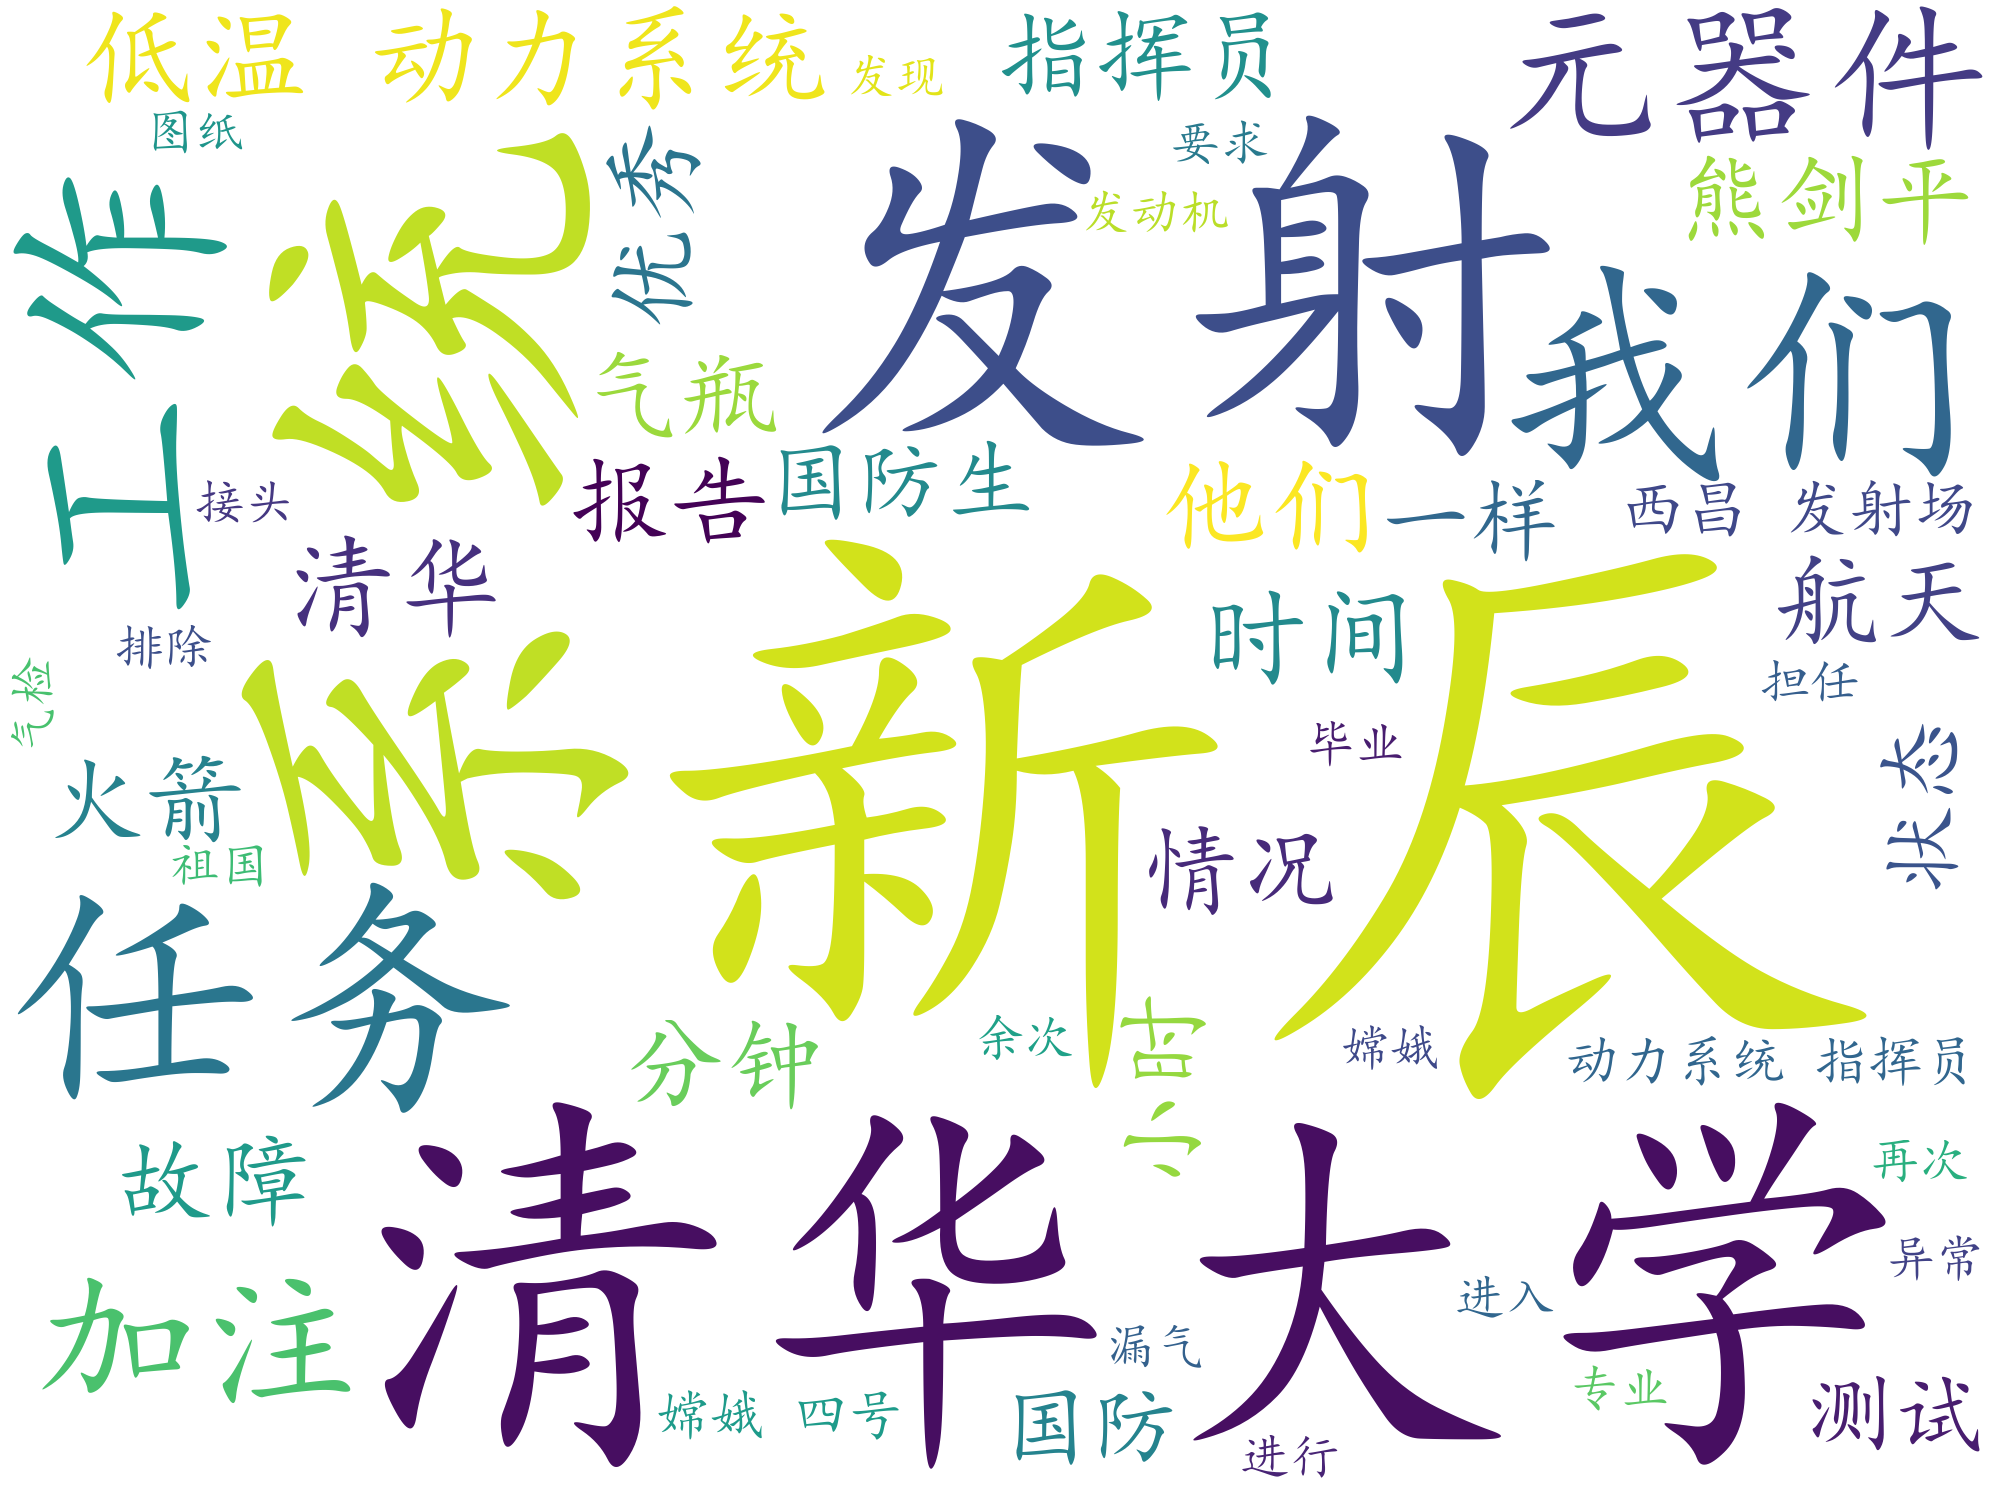 低温 动力系统
发现
指挥员
元器件
图纸
工作
系统
优秀
发射
要求
发动机
熊剑平
我们
气瓶
报告
国防生
他们
一样
西昌 发射场
接头
清华
新辰
时间
航天
排除
担任
气检
毕业
状态
火箭
祖国
情况
任务
分钟
余次
嫦娥
动力系统 指挥员
故障
清华大学
再次
异常
加注
进入
漏气
专业
嫦娥 四号
国防
进行
测试